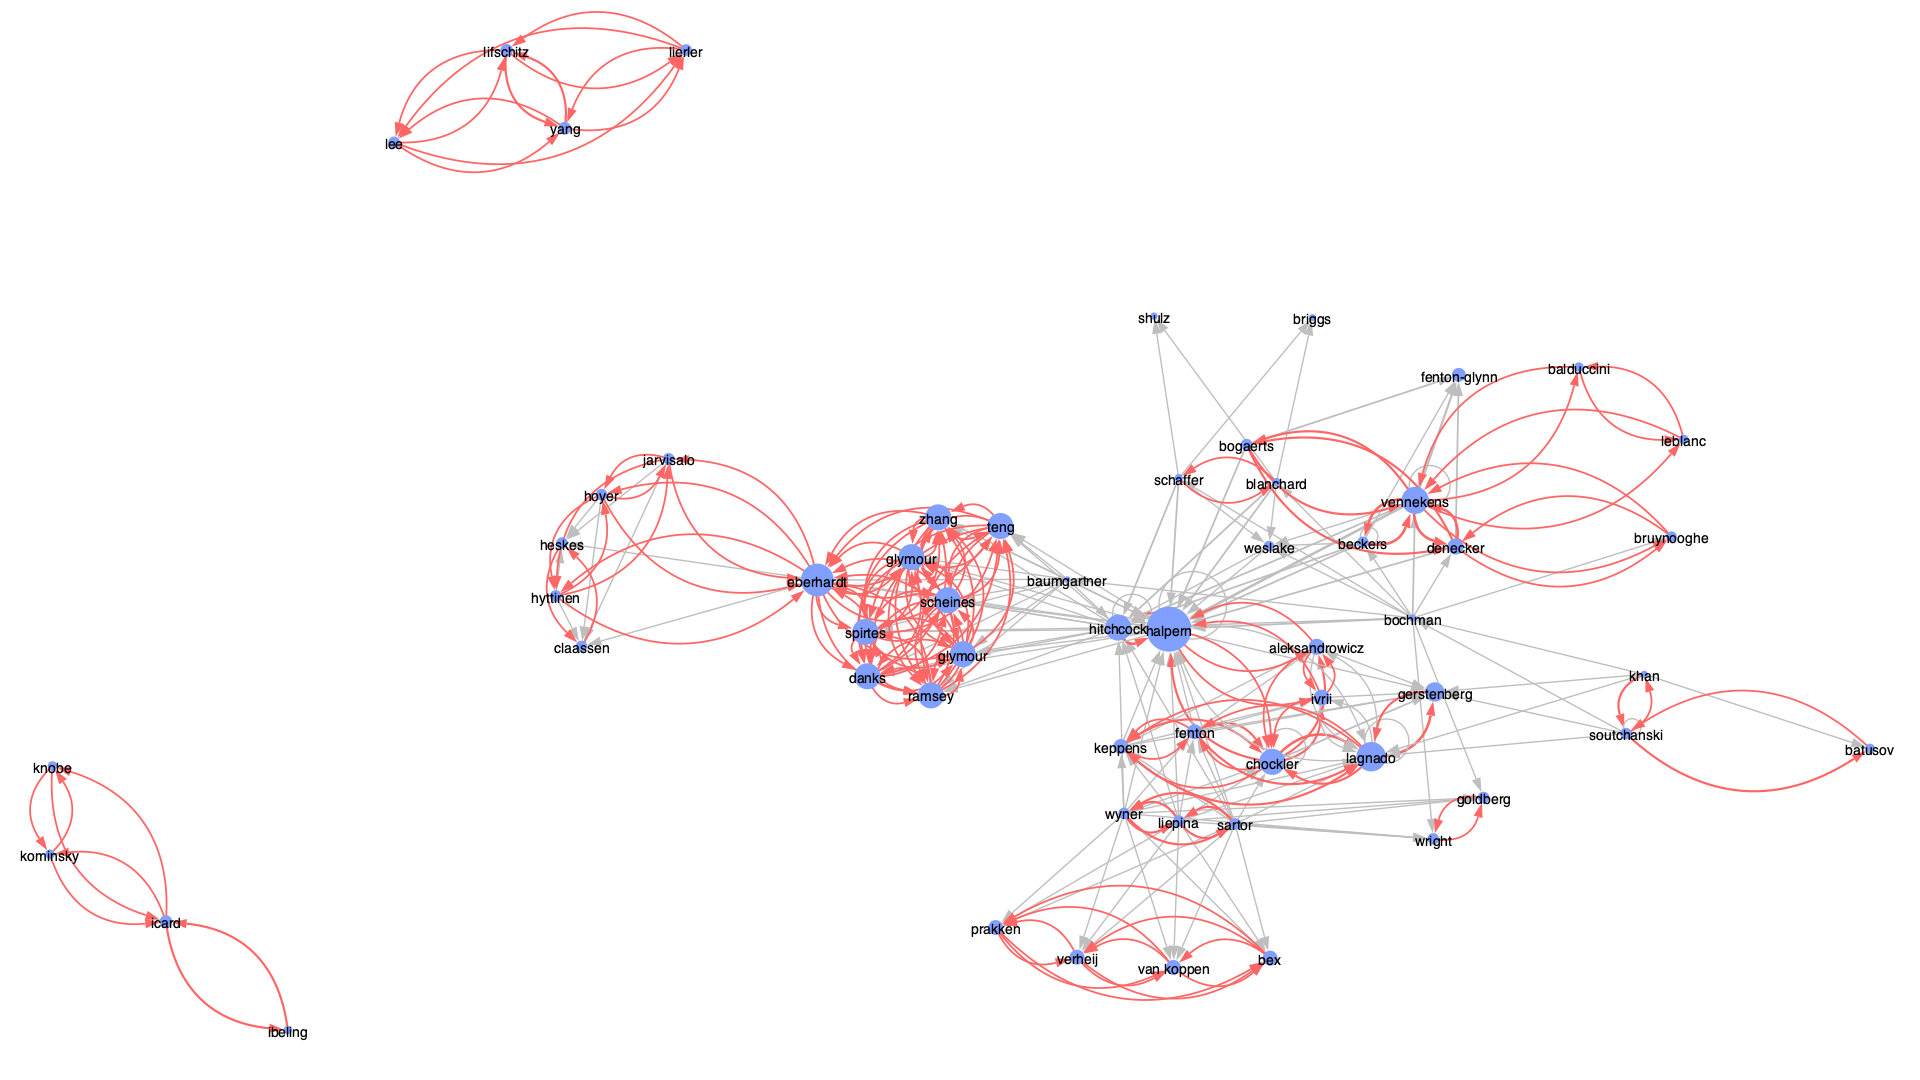 lifschitz
lierler
yang
lee
shulz
briggs
fenton-glynn
balduccini
leblanc
bogaerts
schaffer
blanchard
vennekens
jarvisalo
hoyer
heskes
hyttinen
claassen
zhang
teng
glymour
eberhardt
scheines
spirtes
glymour
danks
ramsey
baumgartner
weslake
beckers
denecker
bruynooghe
hitchcock
halpern
bochman
aleksandrowicz
ivrii
gerstenberg
khan
keppens
fenton
chockler
lagnado
soutchanski
batusov
knobe
kominsky
icard
ibeling
wyner
liepina
sartor
goldberg
wright
prakken
verheij
van koppen
bex